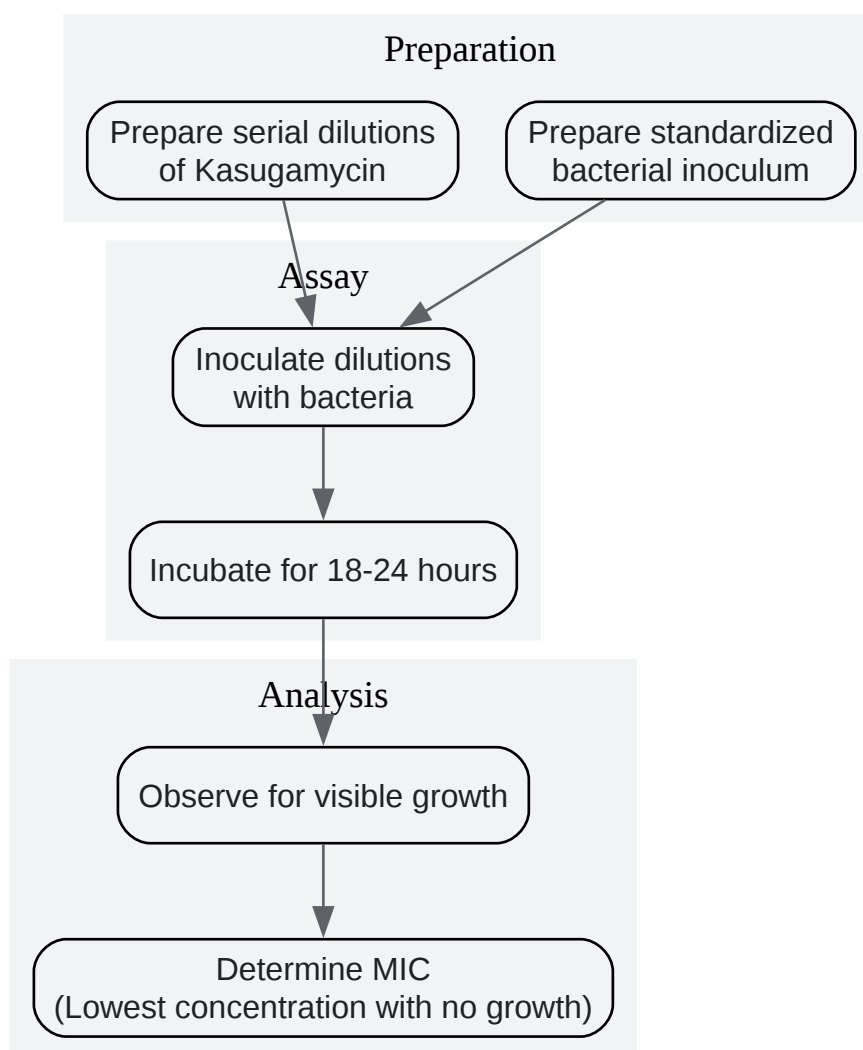 Preparation
Prepare serial dilutions
of Kasugamycin
Prepare standardized
bacterial inoculum
Assay
Inoculate dilutions
with bacteria
Incubate for 18-24 hours
Analysis
Observe for visible growth
Determine MIC
(Lowest concentration with no growth)